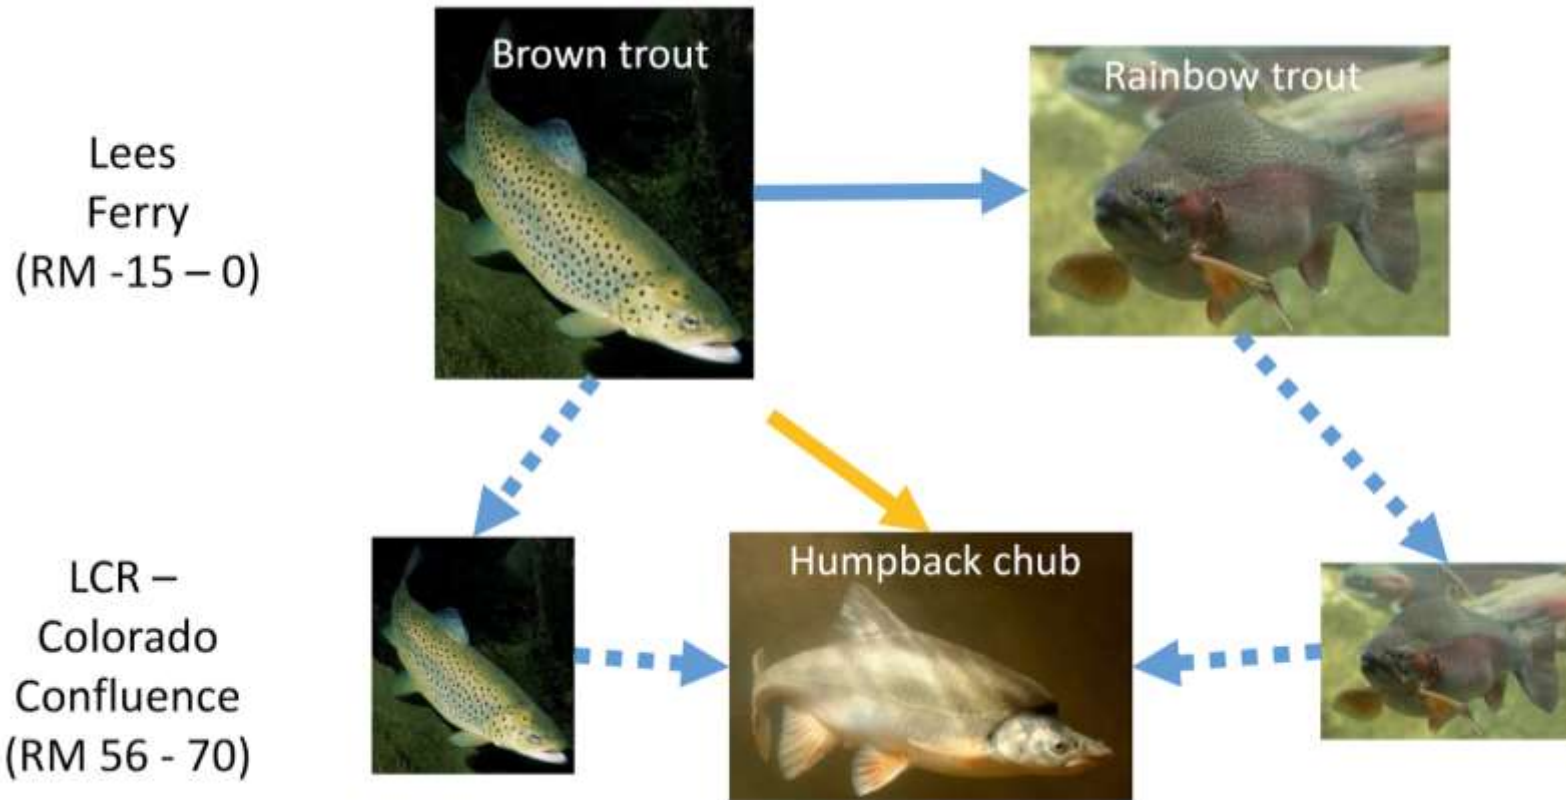 Brown trout
Rainbow trout
Lees
Ferry
(RM -15 – 0)
Humpback chub
LCR –
Colorado
Confluence
(RM 56 - 70)